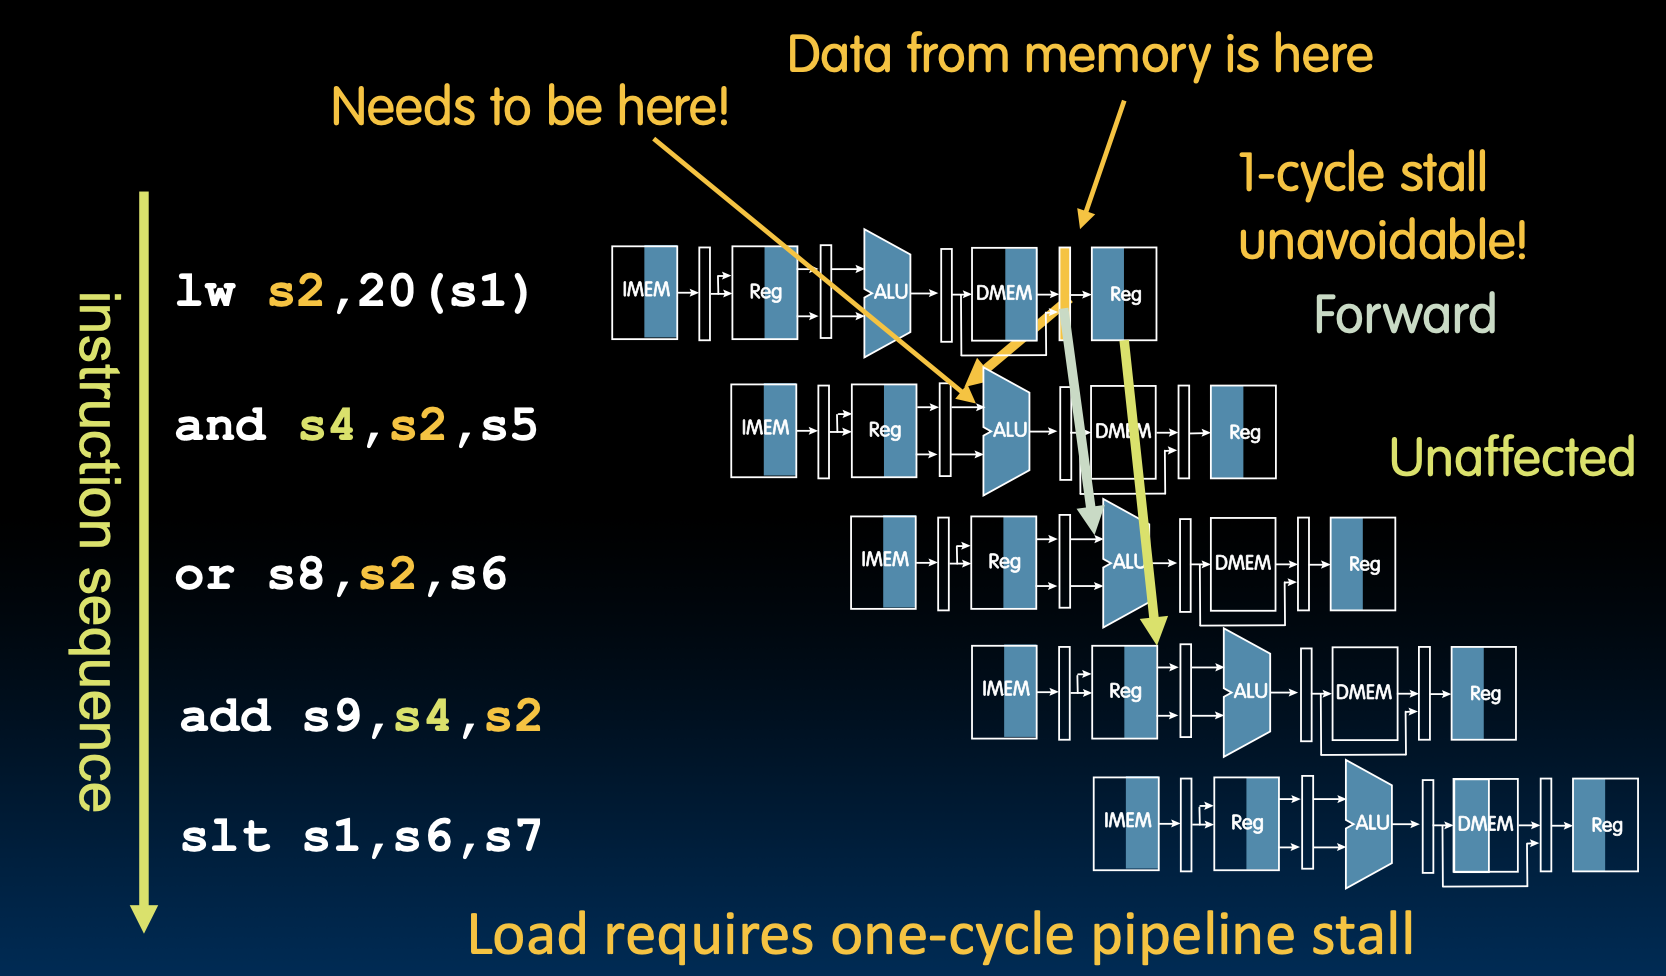 Data from memory is here
Needs to be here!
1-cycle stall
unavoidable!
Forward
Unaffected
instruction sequence
lw s2,20(s1)
IMEM Reg ALU DMEM Reg
and s4,s2,s5
IMEM Reg ALU DMEM Reg
or s8,s2,s6
IMEM Reg ALU DMEM Reg
add s9,s4,s2
IMEM Reg ALU DMEM Reg
slt s1,s6,s7
IMEM Reg ALU DMEM Reg
Load requires one-cycle pipeline stall